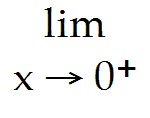 lim
x → 0⁺